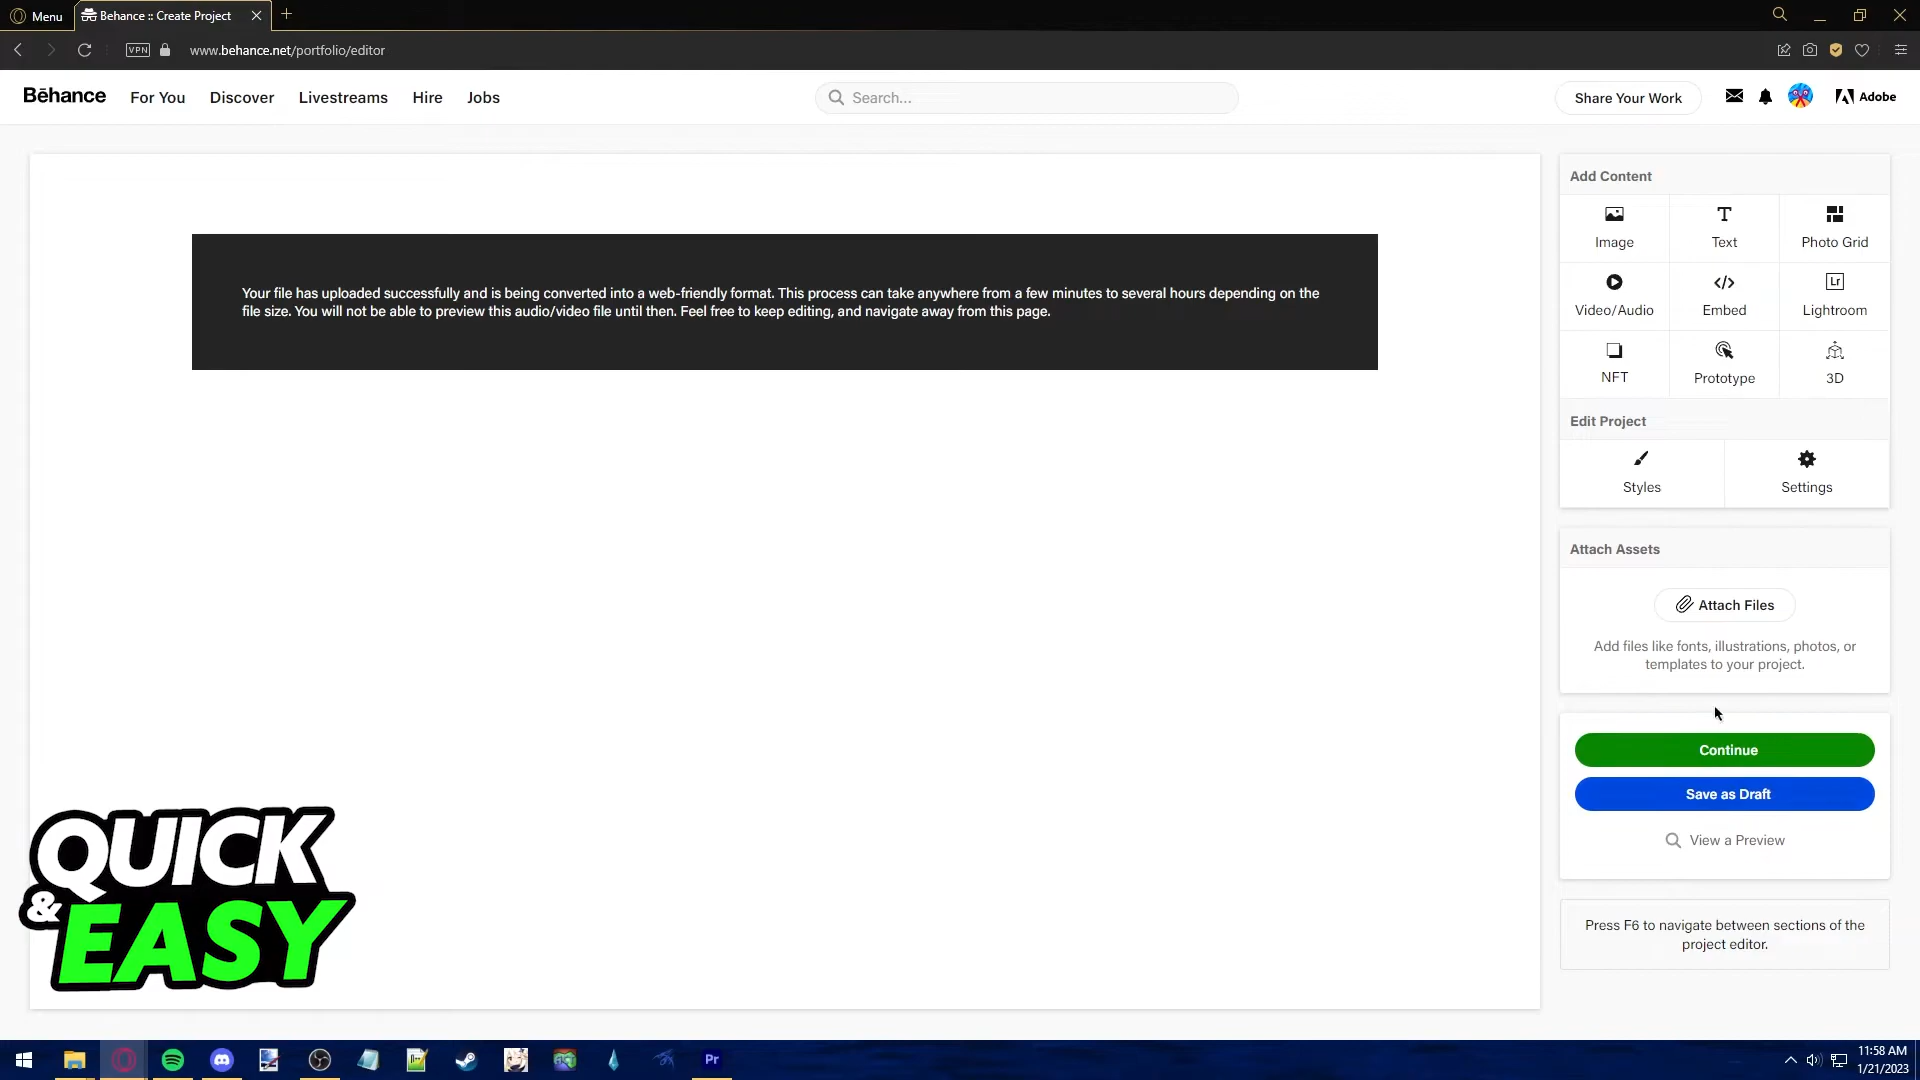 Menu
Behance :: Create Project
VPN
www.behance.net/portfolio/editor
Bēhance
For You
Discover
Livestreams
Hire
Jobs
Search...
Share Your Work
Adobe
Your file has uploaded successfully and is being converted into a web-friendly format. This process can take anywhere from a few minutes to several hours depending on the
file size. You will not be able to preview this audio/video file until then. Feel free to keep editing, and navigate away from this page.
Add Content
Image
Text
Photo Grid
Video/Audio
Embed
Lr
Lightroom
NFT
Prototype
3D
Edit Project
Styles
Settings
Attach Assets
Attach Files
Add files like fonts, illustrations, photos, or
templates to your project.
Continue
Save as Draft
View a Preview
Press F6 to navigate between sections of the
project editor.
QUICK
& EASY
Pr
11:58 AM
1/21/2023